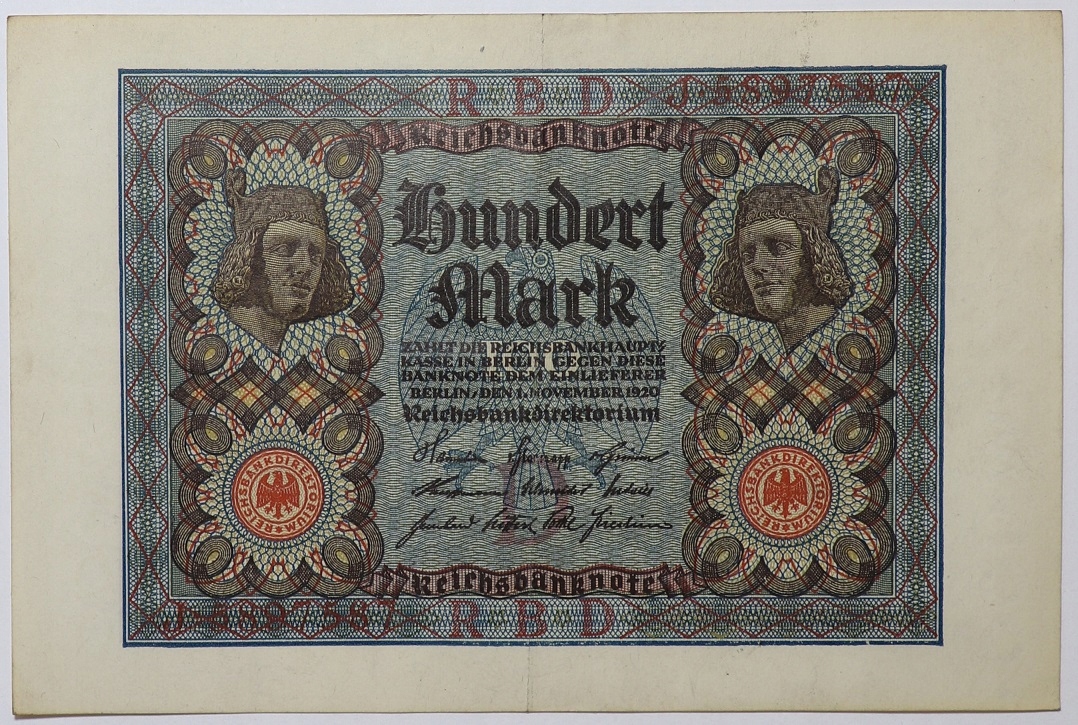 R B D J·5897587
Reichsbanknote
Hundert
Mark
ZAHLT DIE REICHSBANKHAUPT⸗
KASSE IN BERLIN GEGEN DIESE
BANKNOTE DEM EINLIEFERER
BERLIN, DEN 1. NOVEMBER 1920
Reichsbankdirektorium
REICHSBANKDIREKTORIUM
REICHSBANKDIREKTORIUM
Reichsbanknote
J·5897587 R B D